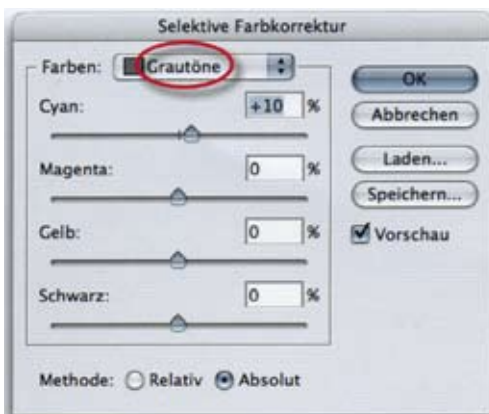 Selektive Farbkorrektur
Farben: Grautöne
Cyan: +10 %
Magenta: 0 %
Gelb: 0 %
Schwarz: 0 %
Methode: Relativ Absolut
OK
Abbrechen
Laden...
Speichern...
Vorschau